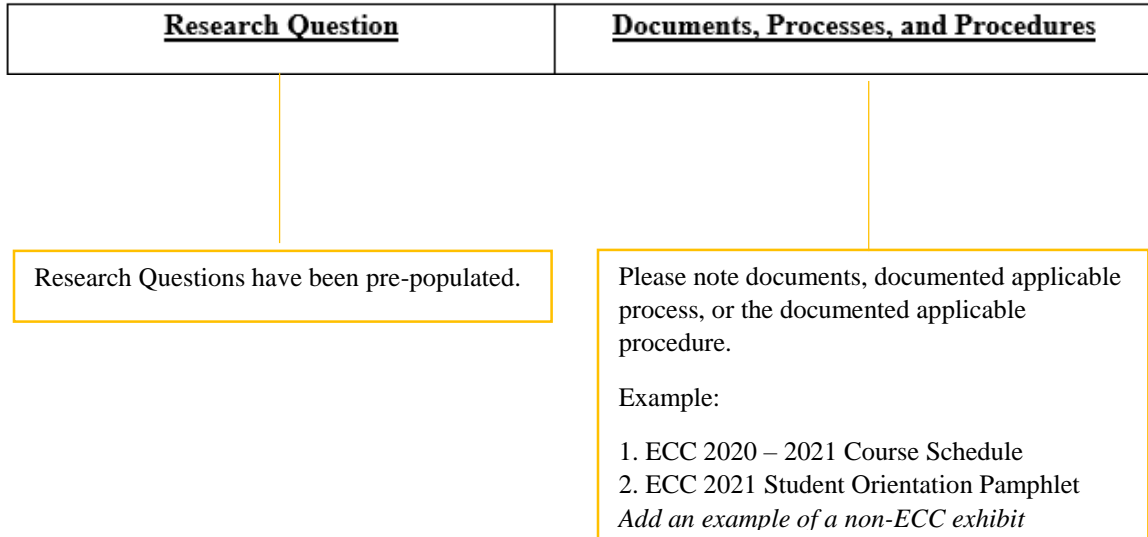 Research Question
Documents, Processes, and Procedures
Research Questions have been pre-populated.
Please note documents, documented applicable
process, or the documented applicable
procedure.
Example:
1. ECC 2020 – 2021 Course Schedule
2. ECC 2021 Student Orientation Pamphlet
Add an example of a non-ECC exhibit